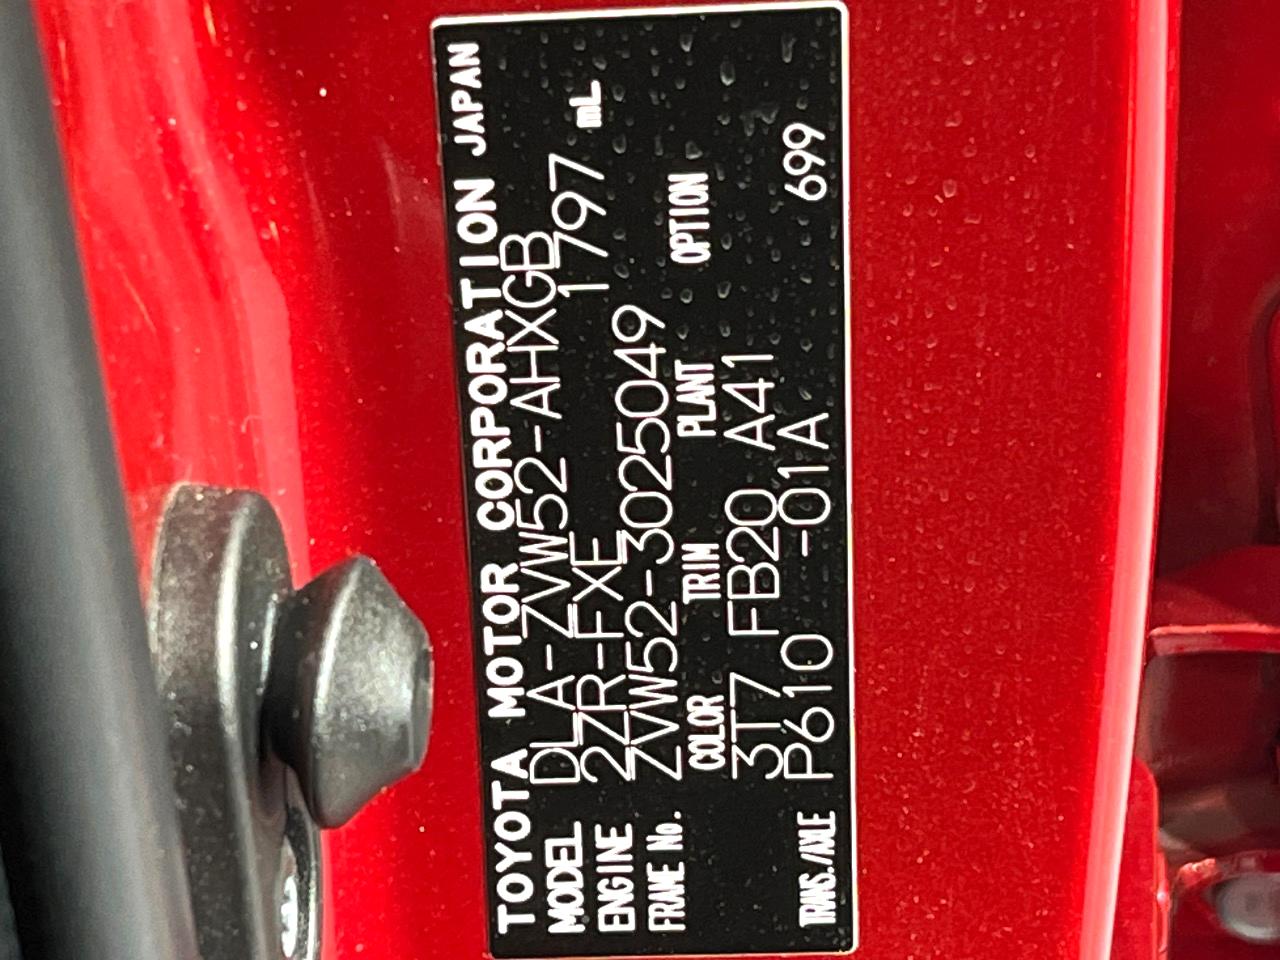 TOYOTA MOTOR CORPORATION JAPAN
MODEL DLA-ZVW52-AHXGB
ENGINE 2ZR-FXE 1797 mL
FRAME No. ZVW52-3025049
COLOR TRIM PLANT OPTION
3T7 FB20 A41
TRANS./AXLE P610 -01A 699